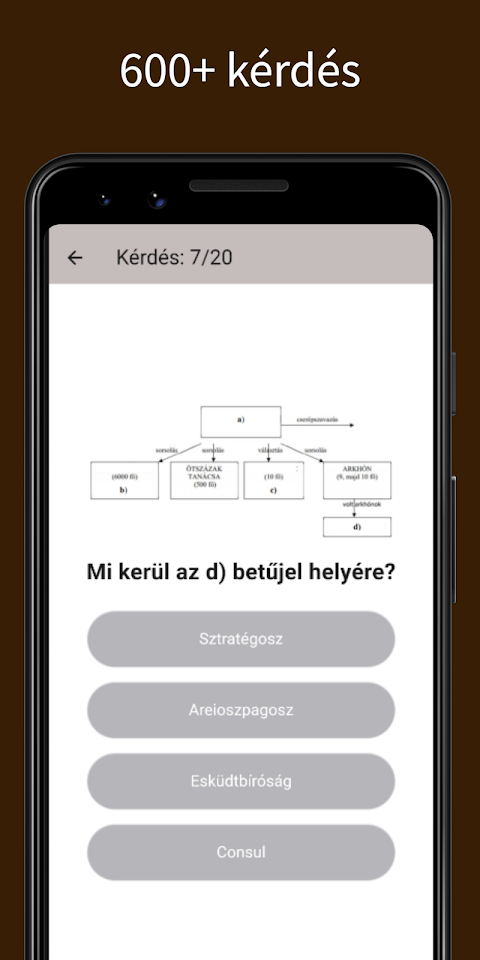 600+ kérdés
Kérdés: 7/20
a)
cserépszavazás
sorsolás
sorsolás
választás
sorsolás
(6000 fő)
b)
ÖTSZÁZAK
TANÁCSA
(500 fő)
(10 fő)
c)
ARKHÓN
(9, majd 10 fő)
volt arkhónok
d)
Mi kerül az d) betűjel helyére?
Sztratégosz
Areioszpagosz
Esküdtbíróság
Consul